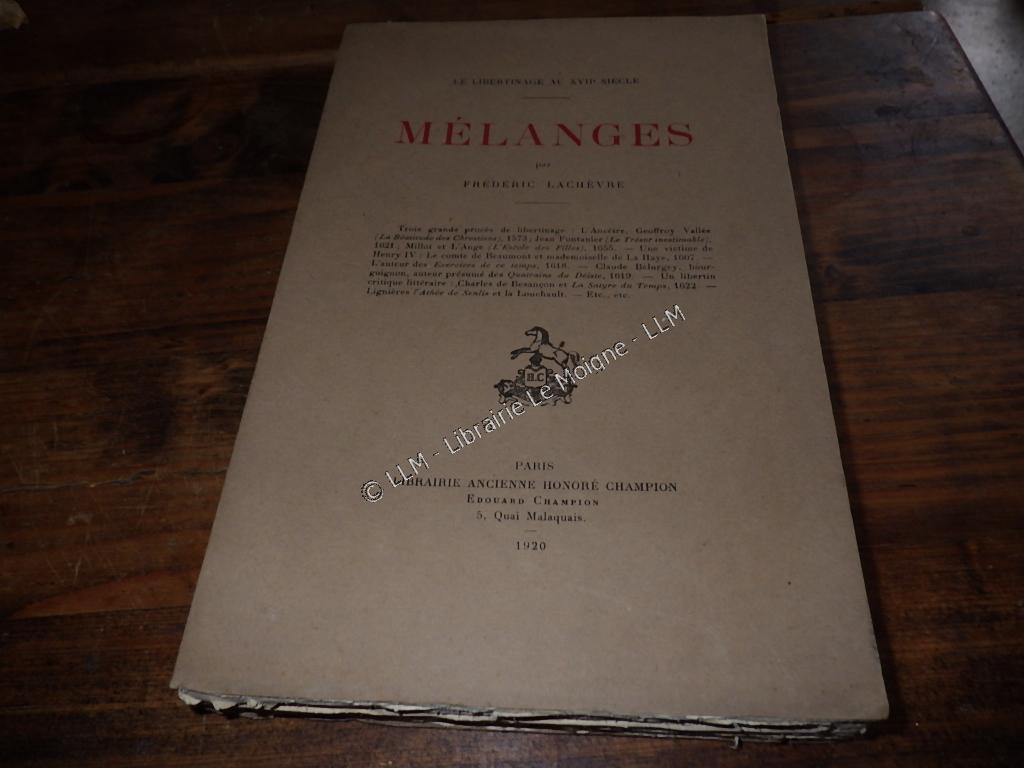 LE LIBERTINAGE AU XVIIe SIÈCLE
MÉLANGES
par
FRÉDÉRIC LACHÈVRE
Trois grands procès de libertinage : L'Ancêtre, Geoffroy Vallée
(La Béatitude des Chrestiens), 1573; Jean Fontanier (Le Trésor inestimable),
1621; Millot et L'Ange (L'Escole des Filles), 1655. — Une victime de
Henry IV : Le comte de Beaumont et mademoiselle de La Haye, 1607. —
L'auteur des Exercices de ce temps, 1618. — Claude Belurgey, bour-
guignon, auteur présumé des Quatrains du Déiste, 1619. — Un libertin
critique littéraire : Charles de Besançon et La Satyre du Temps, 1622. —
Lignières l'Athée de Senlis et la Louchault. — Etc., etc.
H.C
© LLM - Librairie Le Moigne - LLM
PARIS
LIBRAIRIE ANCIENNE HONORÉ CHAMPION
EDOUARD CHAMPION
5, Quai Malaquais.
1920